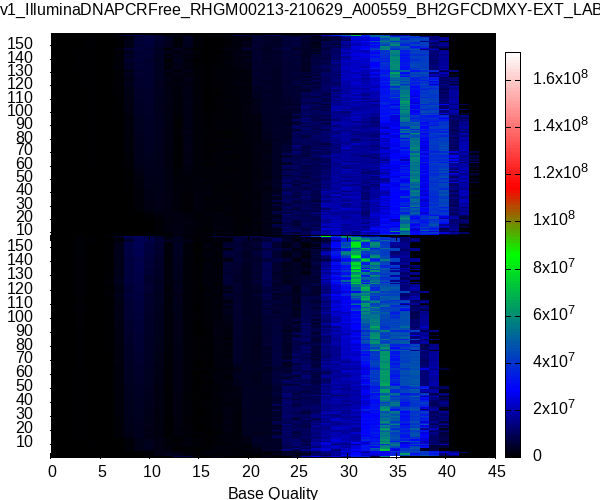 v1_IlluminaDNAPCRFree_RHGM00213-210629_A00559_BH2GFCDMXY-EXT_LAB
150
140
130
120
110
100
90
80
70
60
50
40
30
20
10
150
140
130
120
110
100
90
80
70
60
50
40
30
20
10
0 5 10 15 20 25 30 35 40 45
Base Quality
1.6x10⁸
1.4x10⁸
1.2x10⁸
1x10⁸
8x10⁷
6x10⁷
4x10⁷
2x10⁷
0